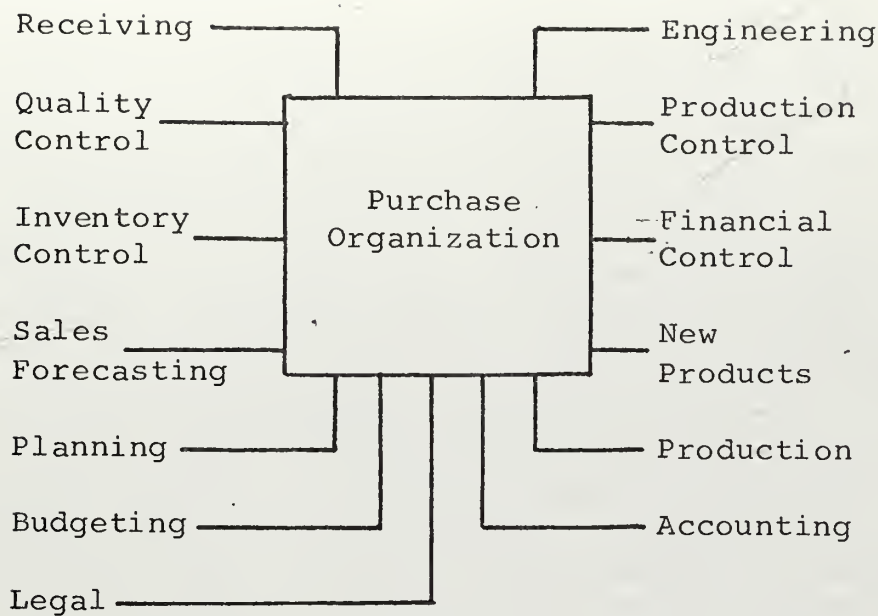 Receiving
Engineering
Quality
Control
Production
Control
Purchase
Organization
Inventory
Control
Financial
Control
Sales
Forecasting
New
Products
Planning
Production
Budgeting
Accounting
Legal